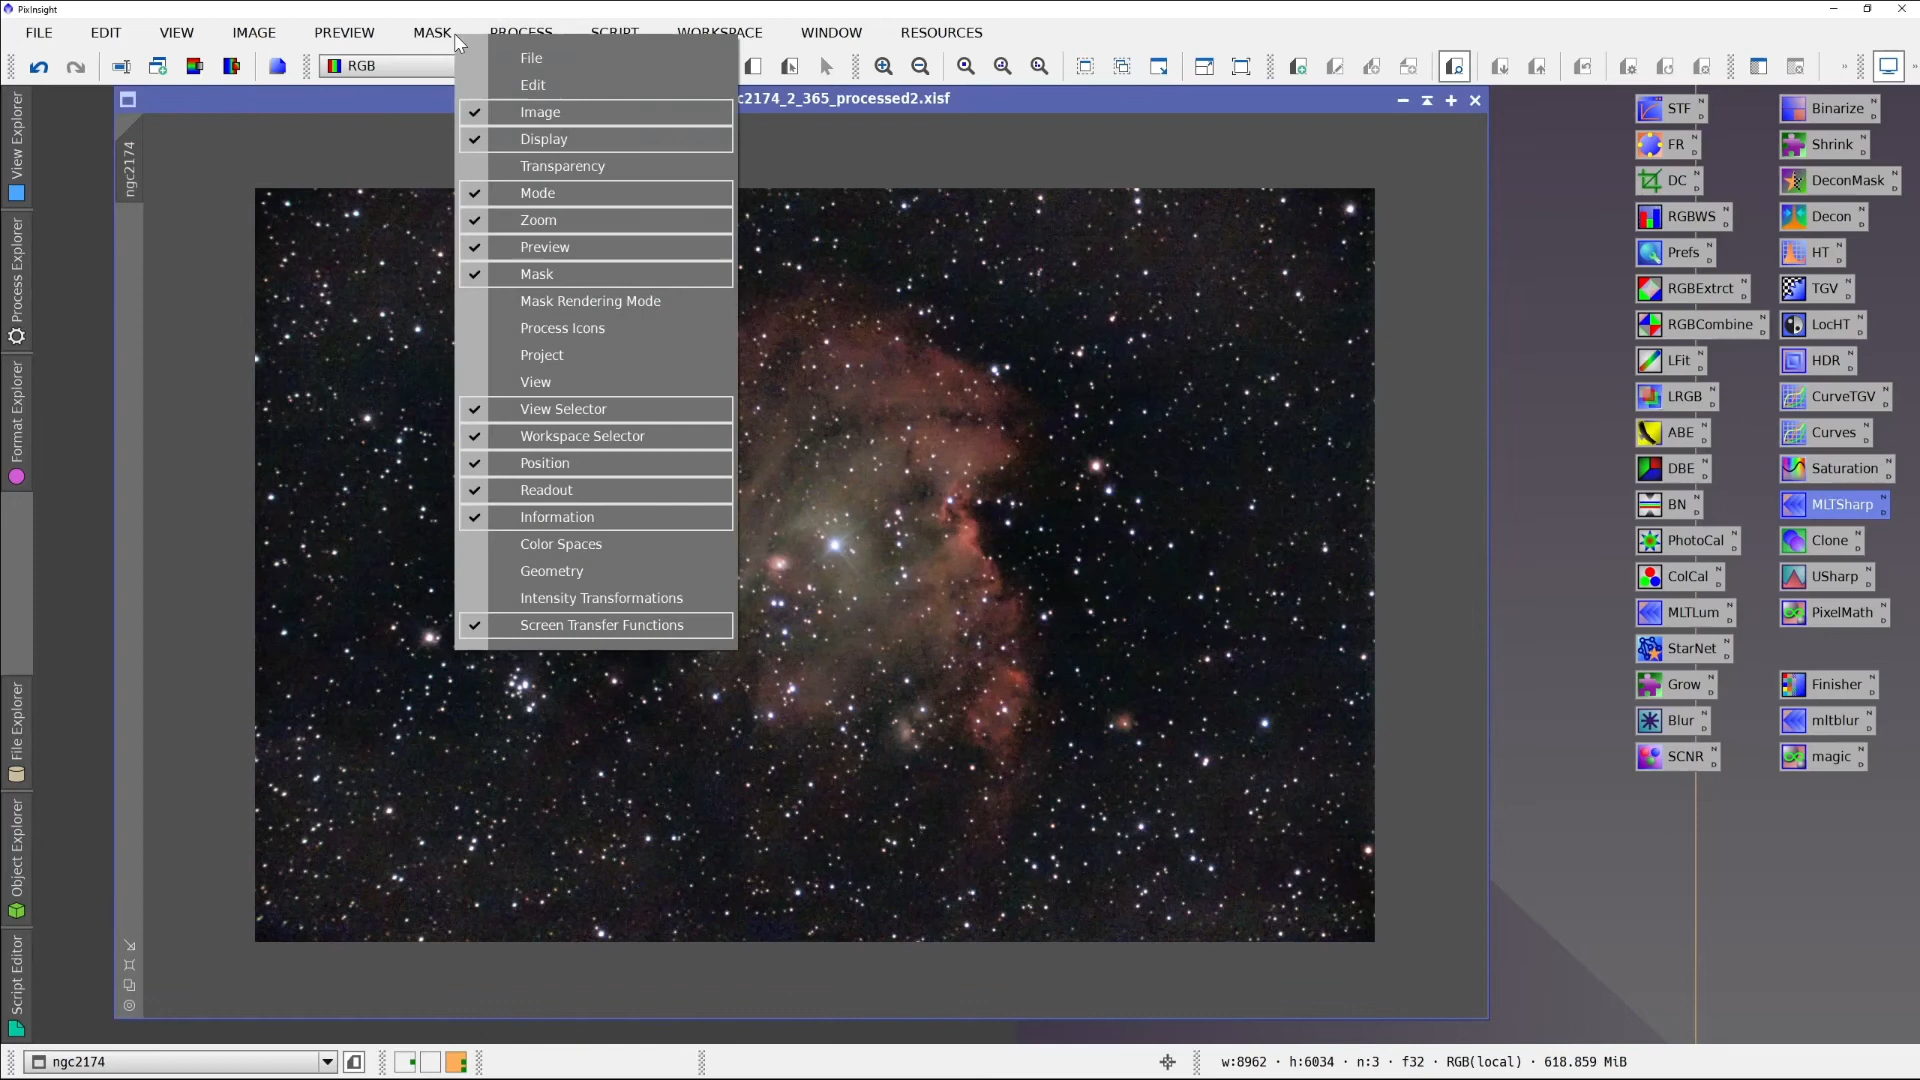 PixInsight
FILE EDIT VIEW IMAGE PREVIEW MASK PROCESS SCRIPT WORKSPACE WINDOW RESOURCES
RGB
c2174_2_365_processed2.xisf
File
Edit
Image
Display
Transparency
Mode
Zoom
Preview
Mask
Mask Rendering Mode
Process Icons
Project
View
View Selector
Workspace Selector
Position
Readout
Information
Color Spaces
Geometry
Intensity Transformations
Screen Transfer Functions
View Explorer
Process Explorer
Format Explorer
File Explorer
Object Explorer
Script Editor
ngc2174
STF N D Binarize N D
FR N D Shrink N D
DC N D DeconMask N D
RGBWS N D Decon N D
Prefs N D HT N D
RGBExtrct N D TGV N D
RGBCombine N D LocHT N D
LFit N D HDR N D
LRGB N D CurveTGV N D
ABE N D Curves N D
DBE N D Saturation N D
BN N D MLTSharp N D
PhotoCal N D Clone N D
ColCal N D USharp N D
MLTLum N D PixelMath N D
StarNet N D
Grow N D Finisher N D
Blur N D mltblur N D
SCNR N D magic N D
ngc2174
w:8962 · h:6034 · n:3 · f32 · RGB(local) · 618.859 MiB